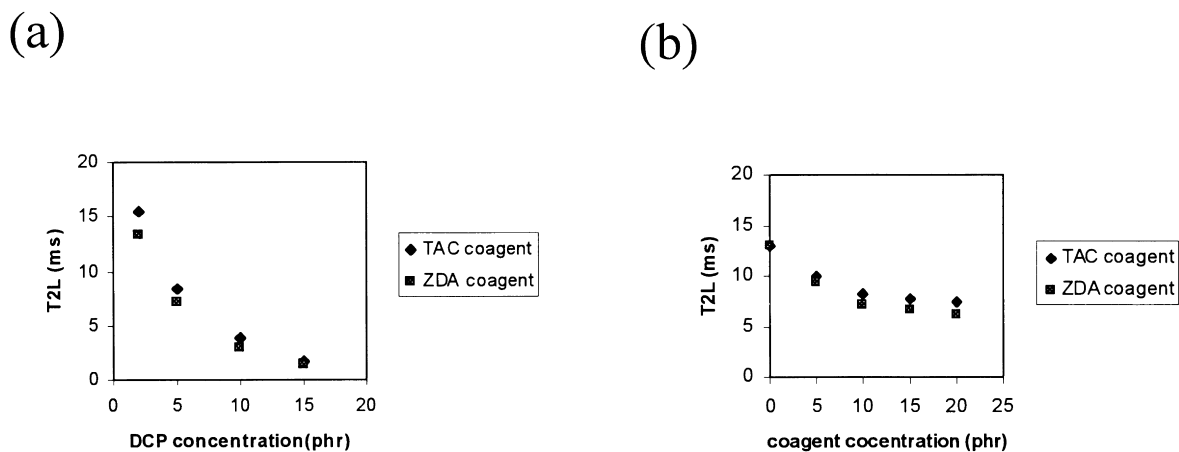 (a)
20
15
10
5
0
T2L (ms)
0 5 10 15 20
DCP concentration(phr)
TAC coagent
ZDA coagent
(b)
20
15
10
5
0
T2L (ms)
0 5 10 15 20 25
coagent cocentration (phr)
TAC coagent
ZDA coagent